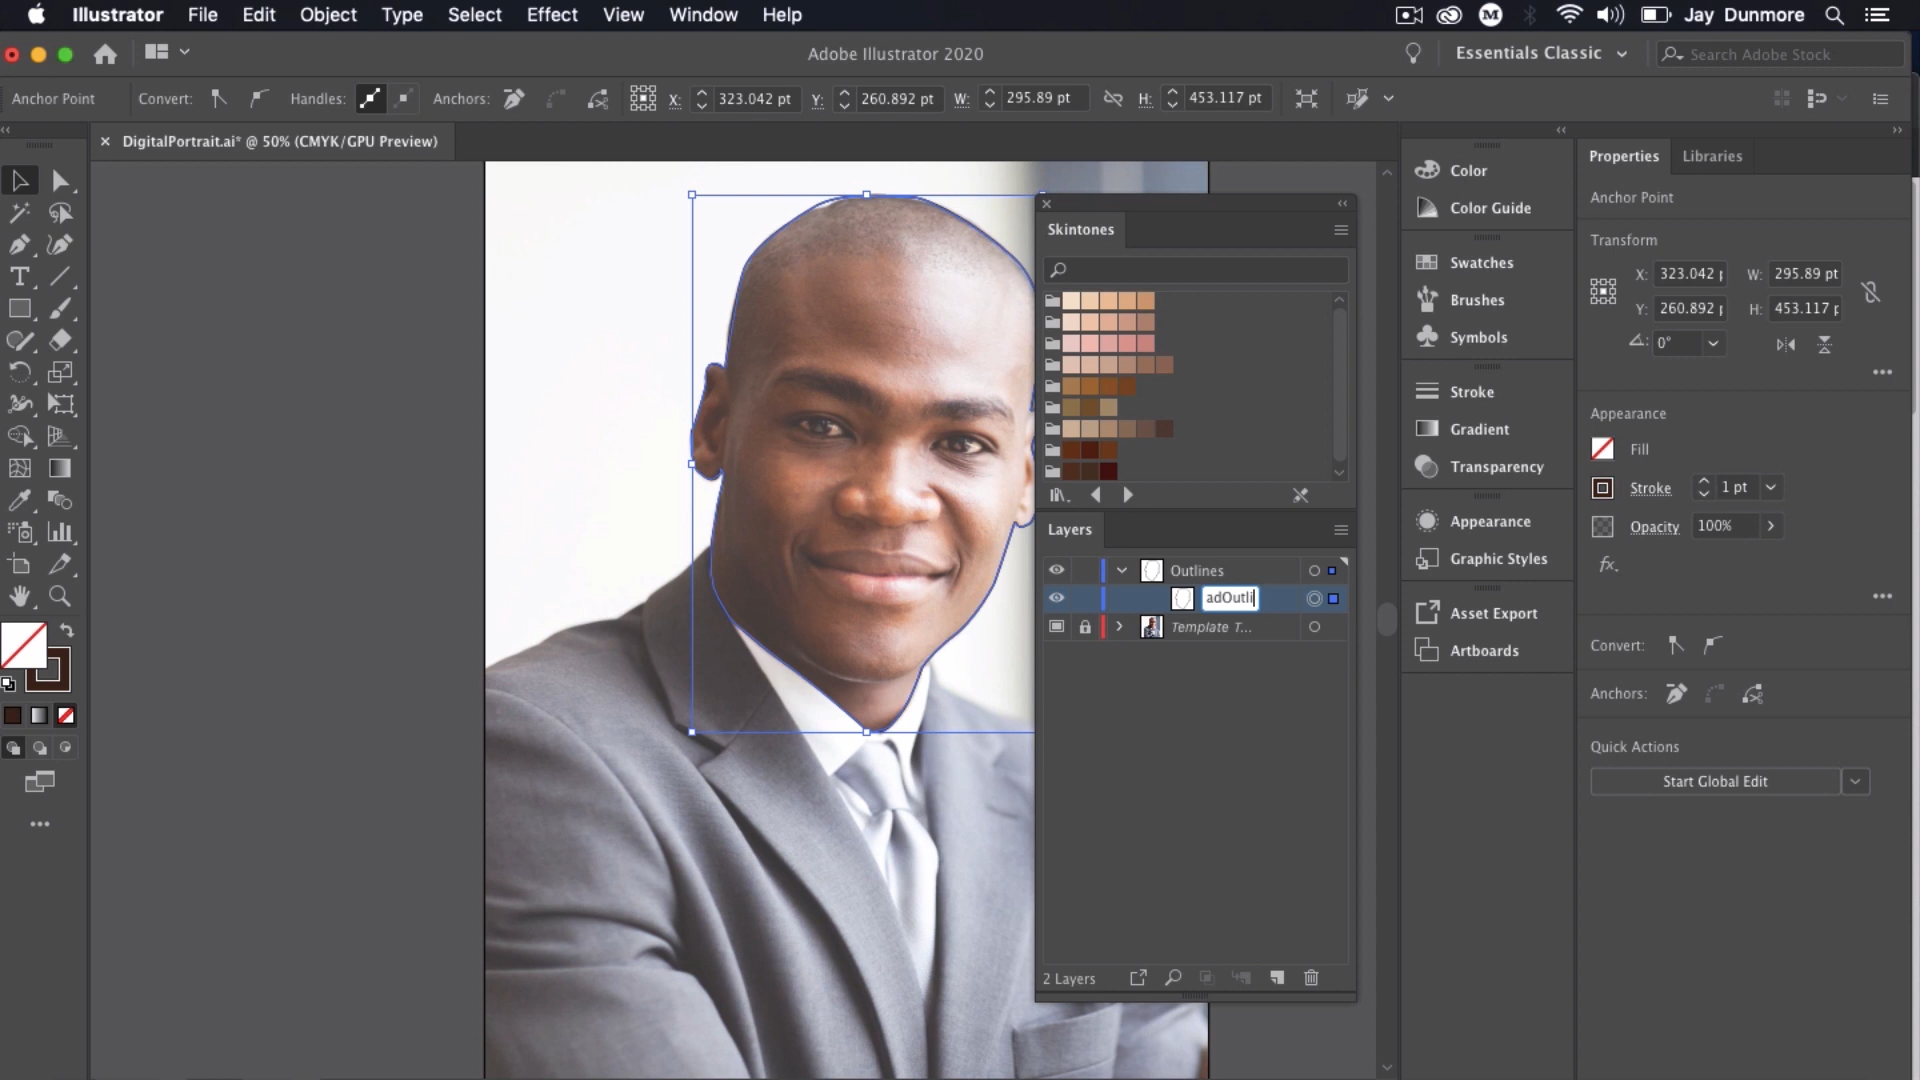 Illustrator File Edit Object Type Select Effect View Window Help
M
Jay Dunmore
Adobe Illustrator 2020
Essentials Classic
Search Adobe Stock
Anchor Point
Convert:
Handles:
Anchors:
X: 323.042 pt
Y: 260.892 pt
W: 295.89 pt
H: 453.117 pt
× DigitalPortrait.ai* @ 50% (CMYK/GPU Preview)
Skintones
Layers
Outlines
adOutli
Template T...
2 Layers
Color
Color Guide
Swatches
Brushes
Symbols
Stroke
Gradient
Transparency
Appearance
Graphic Styles
Asset Export
Artboards
Properties
Libraries
Anchor Point
Transform
X: 323.042 p
W: 295.89 pt
Y: 260.892 p
H: 453.117 p
0°
Appearance
Fill
Stroke
1 pt
Opacity
100%
fx.
Convert:
Anchors:
Quick Actions
Start Global Edit